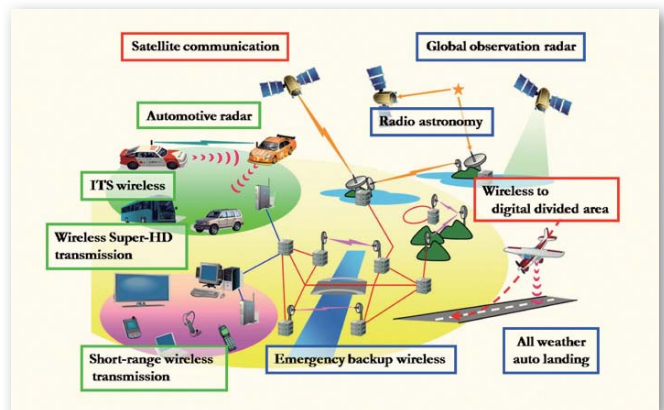 Satellite communication
Global observation radar
Automotive radar
Radio astronomy
ITS wireless
Wireless to
digital divided area
Wireless Super-HD
transmission
Short-range wireless
transmission
Emergency backup wireless
All weather
auto landing